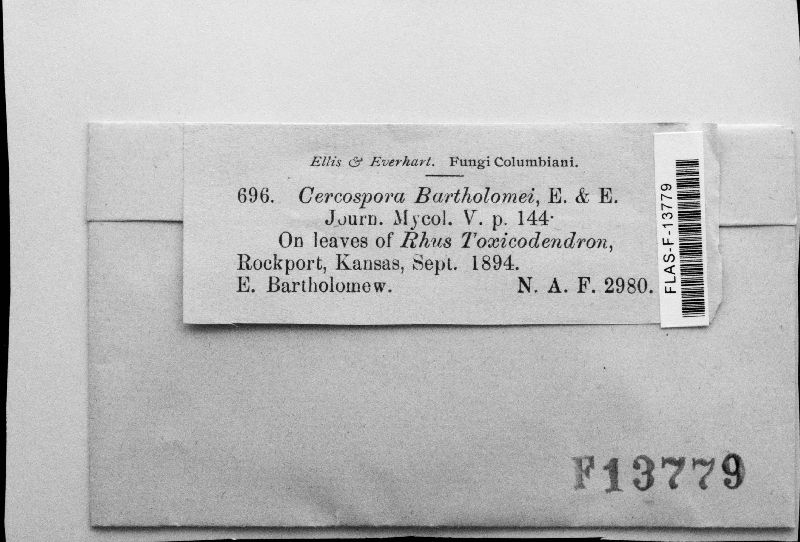 Ellis & Everhart. Fungi Columbiani.
696. Cercospora Bartholomei, E. & E.
Journ. Mycol. V. p. 144.
On leaves of Rhus Toxicodendron,
Rockport, Kansas, Sept. 1894.
E. Bartholomew. N. A. F. 2980.
FLAS-F-13779
F13779